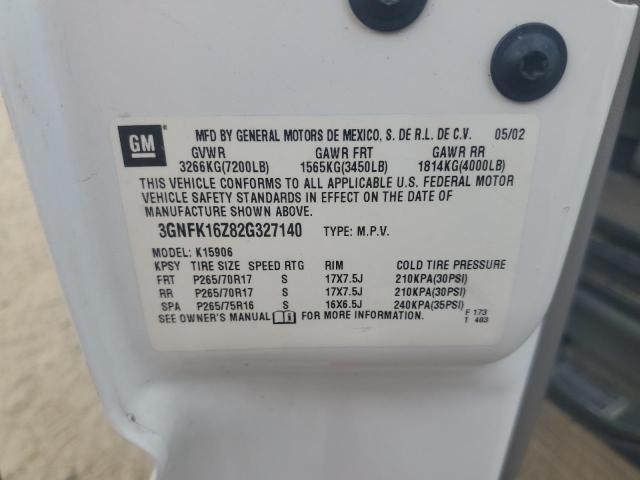 GM
MFD BY GENERAL MOTORS DE MEXICO, S. DE R.L. DE C.V. 05/02
GVWR GAWR FRT GAWR RR
3266KG(7200LB) 1565KG(3450LB) 1814KG(4000LB)
THIS VEHICLE CONFORMS TO ALL APPLICABLE U.S. FEDERAL MOTOR
VEHICLE SAFETY STANDARDS IN EFFECT ON THE DATE OF
MANUFACTURE SHOWN ABOVE.
3GNFK16Z82G327140 TYPE: M.P.V.
MODEL: K15906
KPSY TIRE SIZE SPEED RTG RIM COLD TIRE PRESSURE
FRT P265/70R17 S 17X7.5J 210KPA(30PSI)
RR P265/70R17 S 17X7.5J 210KPA(30PSI)
SPA P265/75R16 S 16X6.5J 240KPA(35PSI)
SEE OWNER'S MANUAL FOR MORE INFORMATION.
F 173
T 493